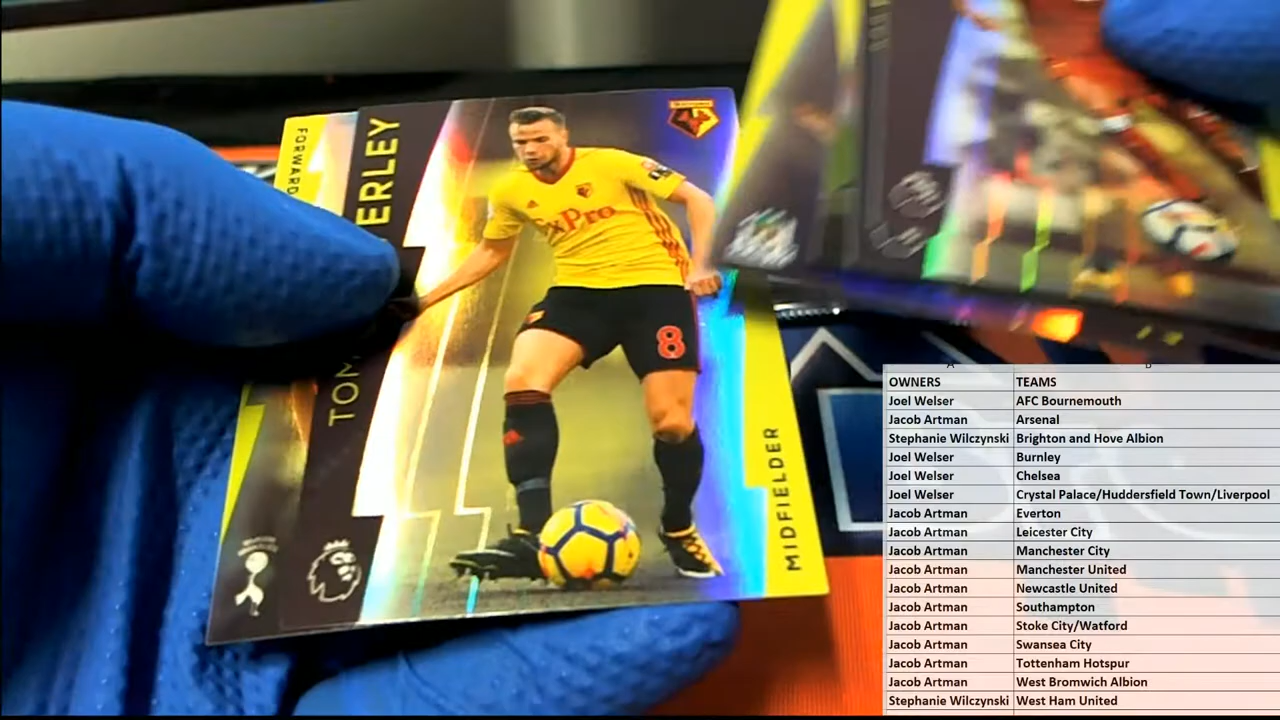 FORWARD
ERLEY
TOM
FxPro
8
MIDFIELDER
A B
OWNERS TEAMS
Joel Welser AFC Bournemouth
Jacob Artman Arsenal
Stephanie Wilczynski Brighton and Hove Albion
Joel Welser Burnley
Joel Welser Chelsea
Joel Welser Crystal Palace/Huddersfield Town/Liverpool
Jacob Artman Everton
Jacob Artman Leicester City
Jacob Artman Manchester City
Jacob Artman Manchester United
Jacob Artman Newcastle United
Jacob Artman Southampton
Jacob Artman Stoke City/Watford
Jacob Artman Swansea City
Jacob Artman Tottenham Hotspur
Jacob Artman West Bromwich Albion
Stephanie Wilczynski West Ham United